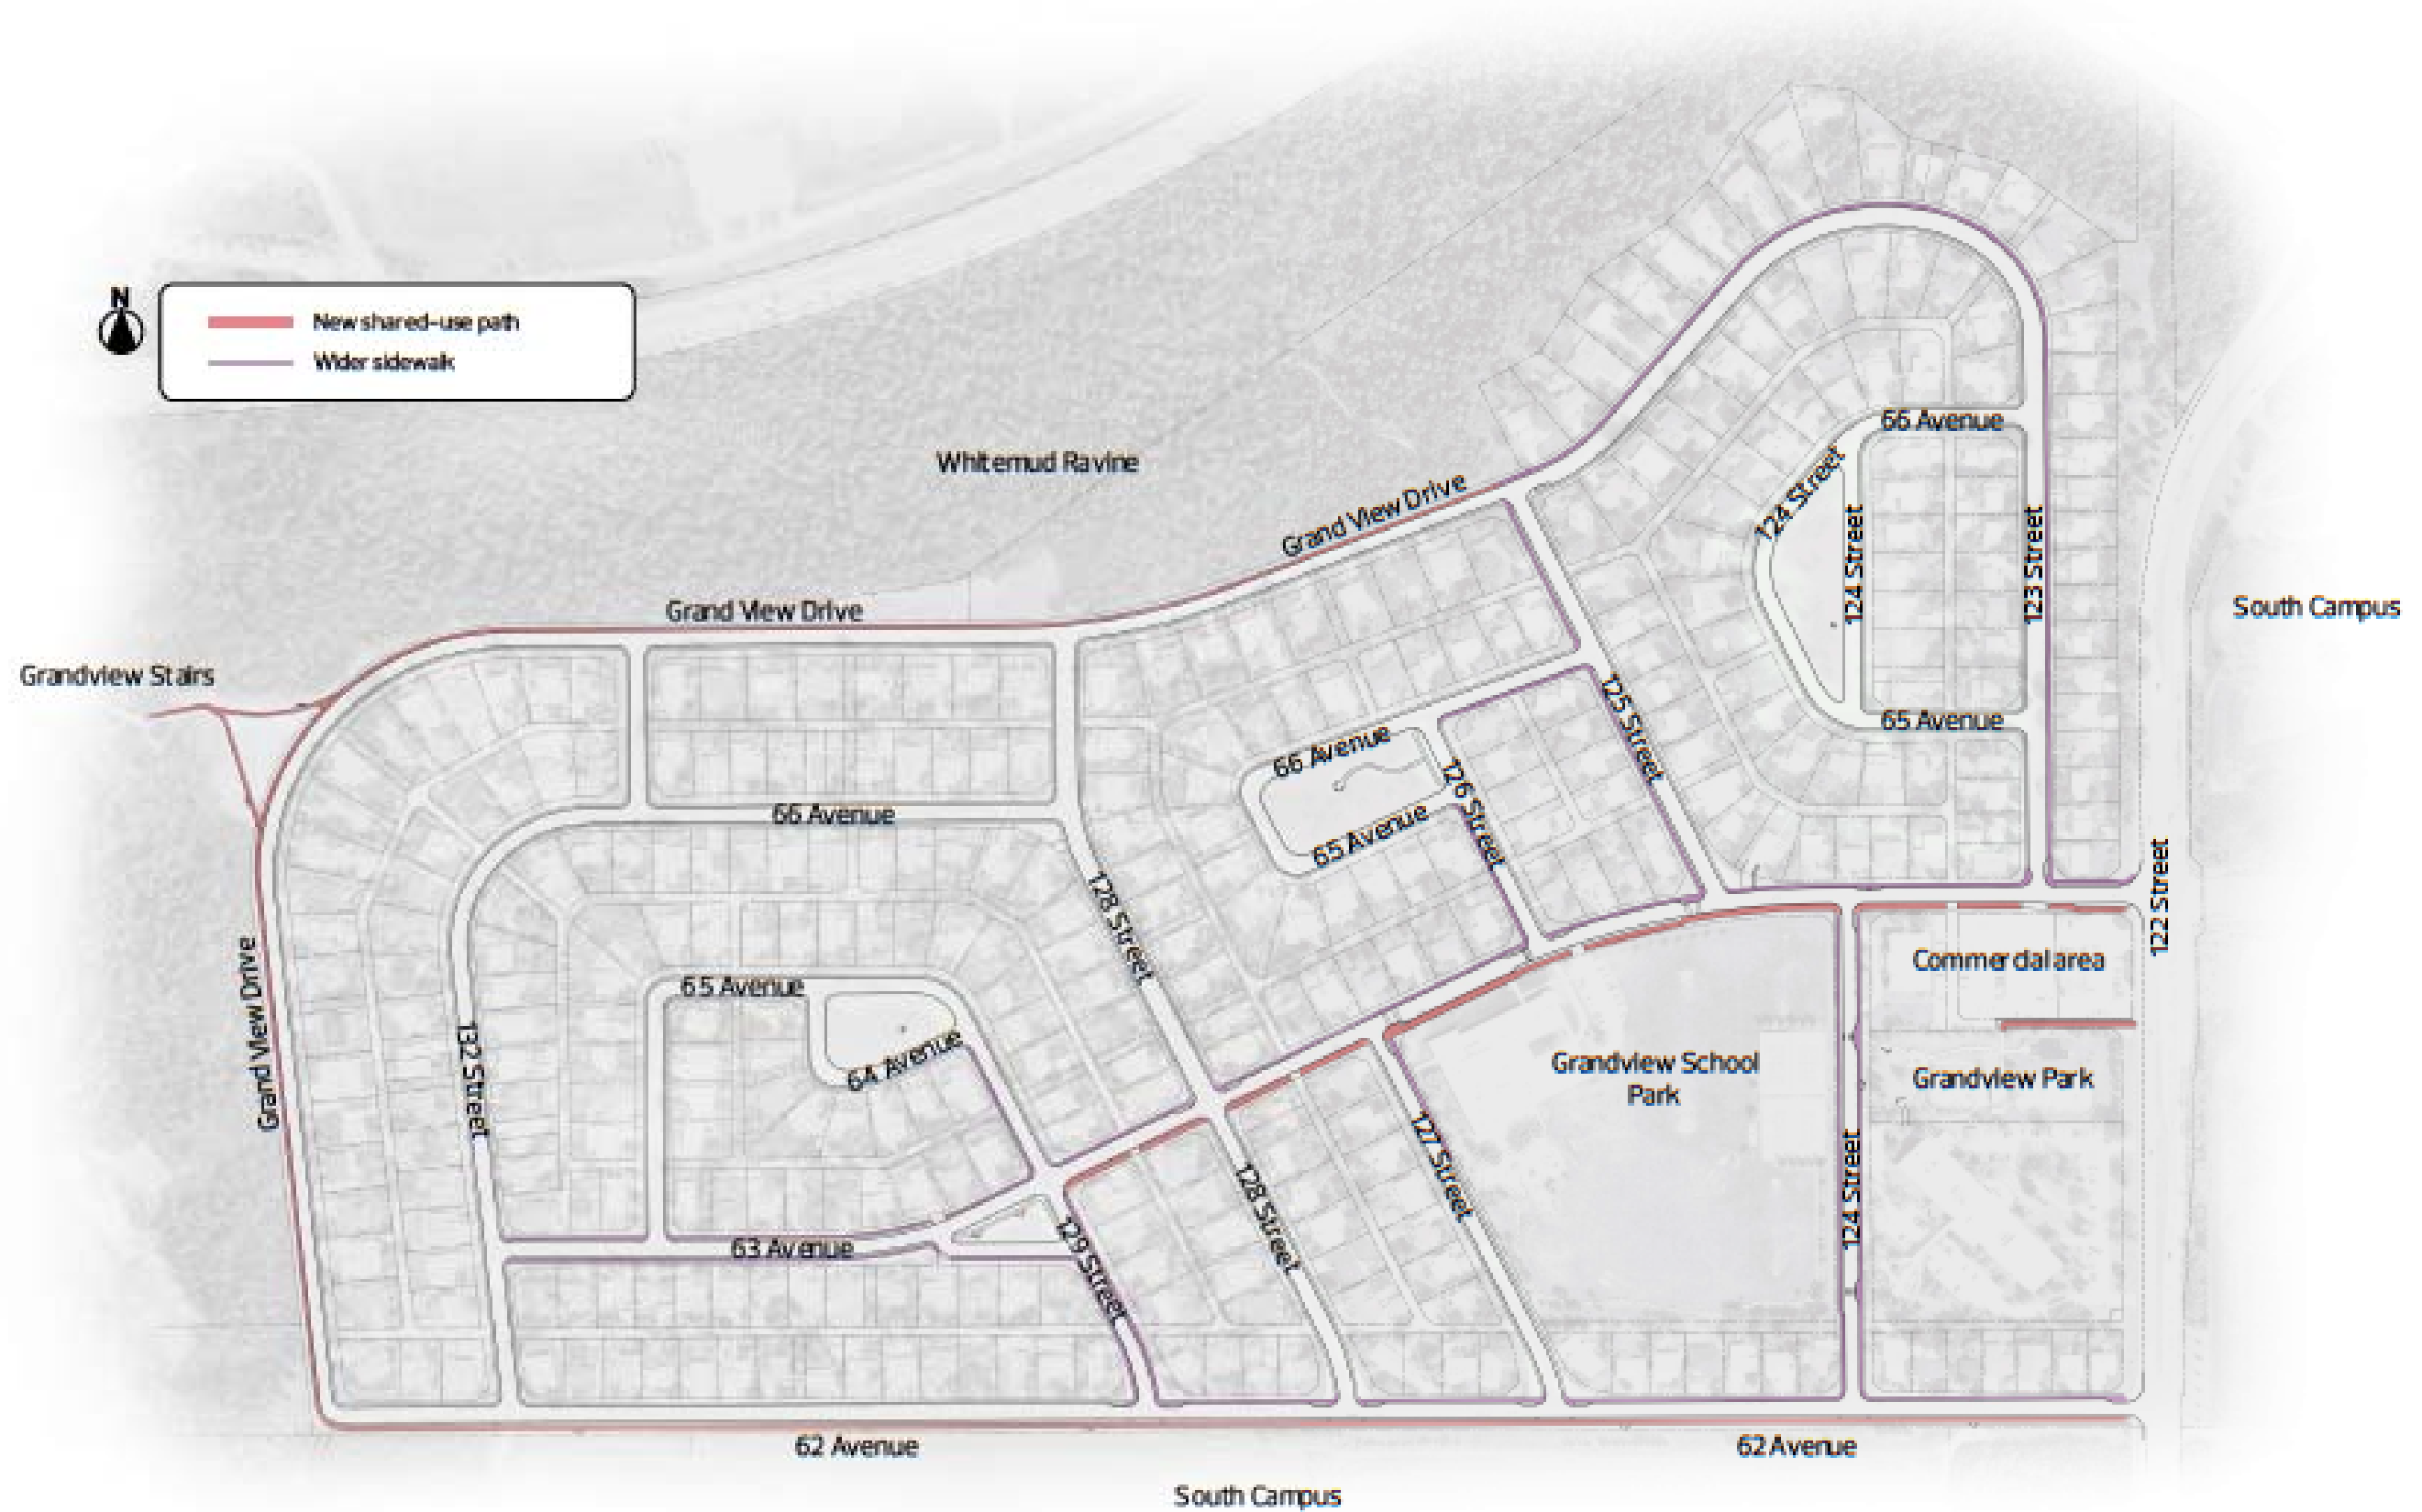 N
New shared-use path
Wider sidewalk
Whitemud Ravine
66 Avenue
124 Street
Grand View Drive
124 Street
123 Street
South Campus
Grand View Drive
Grandview Stairs
125 Street
65 Avenue
66 Avenue
126 Street
66 Avenue
65 Avenue
128 Street
122 Street
Commercial area
65 Avenue
Grand View Drive
132 Street
64 Avenue
Grandview School
Park
Grandview Park
127 Street
128 Street
124 Street
63 Avenue
129 Street
62 Avenue
62 Avenue
South Campus